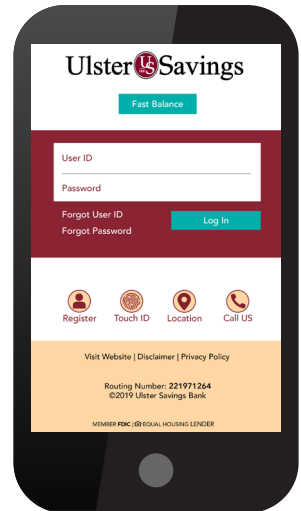 Ulster US Savings
Fast Balance
User ID
Password
Forgot User ID
Log In
Forgot Password
Register Touch ID Location Call US
Visit Website | Disclaimer | Privacy Policy
Routing Number: 221971264
©2019 Ulster Savings Bank
MEMBER FDIC | EQUAL HOUSING LENDER